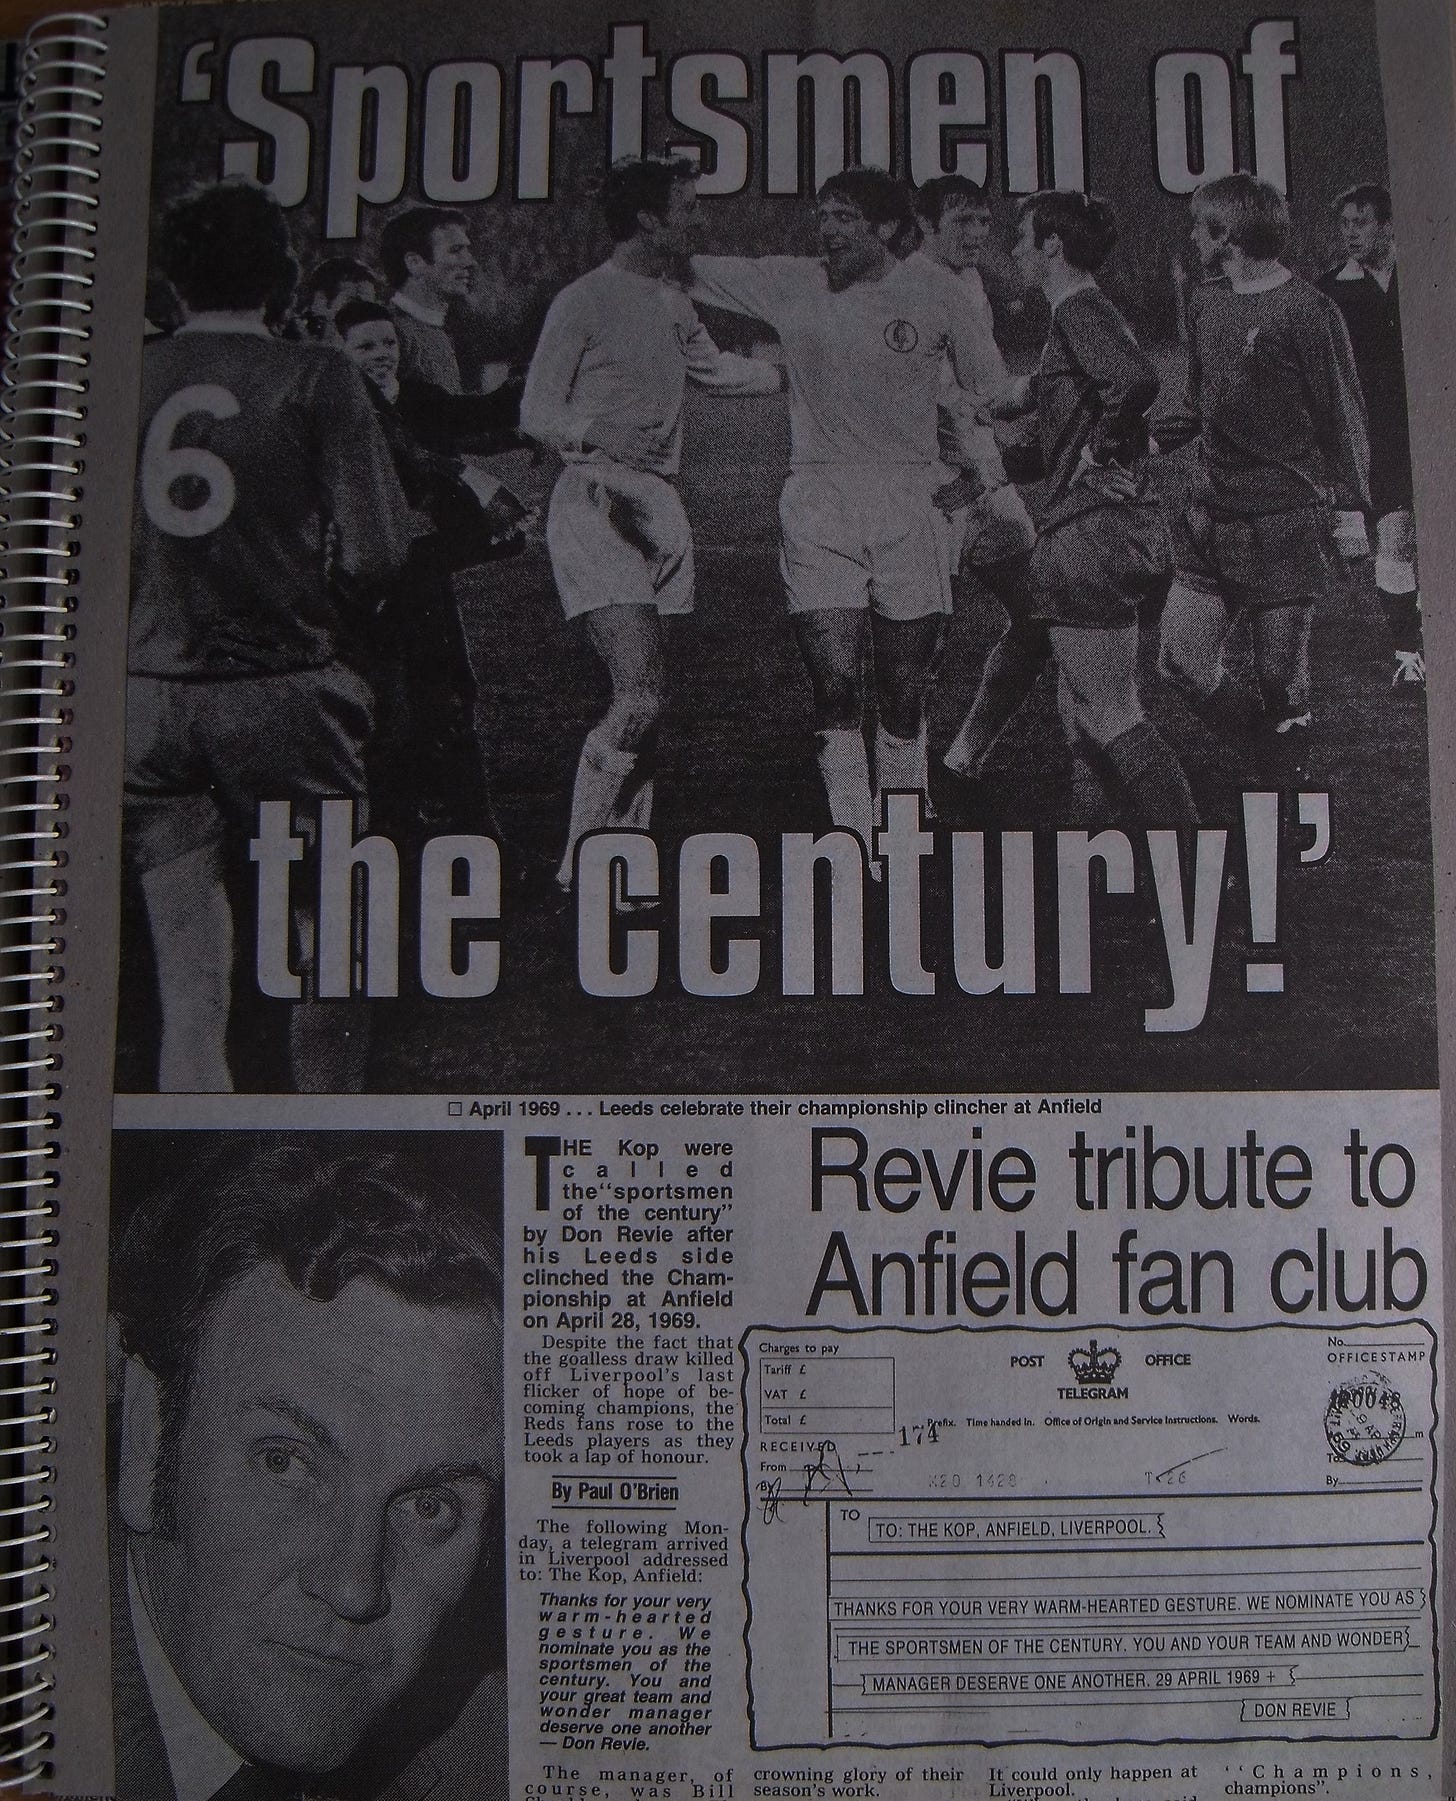 ‘Sportsmen of
6
the century!’
□ April 1969 . . . Leeds celebrate their championship clincher at Anfield
THE Kop were
called
the“sportsmen
of the century”
by Don Revie after
his Leeds side
clinched the Cham-
pionship at Anfield
on April 28, 1969.
Despite the fact that
the goalless draw killed
off Liverpool's last
flicker of hope of be-
coming champions, the
Reds fans rose to the
Leeds players as they
took a lap of honour.
By Paul O'Brien
The following Mon-
day, a telegram arrived
in Liverpool addressed
to: The Kop, Anfield:
Thanks for your very
warm-hearted
gesture. We
nominate you as the
sportsmen of the
century. You and
your great team and
wonder manager
deserve one another
— Don Revie.
The manager, of
course, was Bill
Revie tribute to
Anfield fan club
Charges to pay
Tariff £
VAT £
Total £
RECEIVED
From
By
POST OFFICE
TELEGRAM
Prefix. Time handed in. Office of Origin and Service Instructions. Words.
174
No.
OFFICE STAMP
To
By
TO
TO: THE KOP, ANFIELD, LIVERPOOL.
THANKS FOR YOUR VERY WARM-HEARTED GESTURE. WE NOMINATE YOU AS
THE SPORTSMEN OF THE CENTURY. YOU AND YOUR TEAM AND WONDER
MANAGER DESERVE ONE ANOTHER. 29 APRIL 1969 +
DON REVIE
crowning glory of their
season's work.
It could only happen at
Liverpool.
‘‘Champions,
champions”.